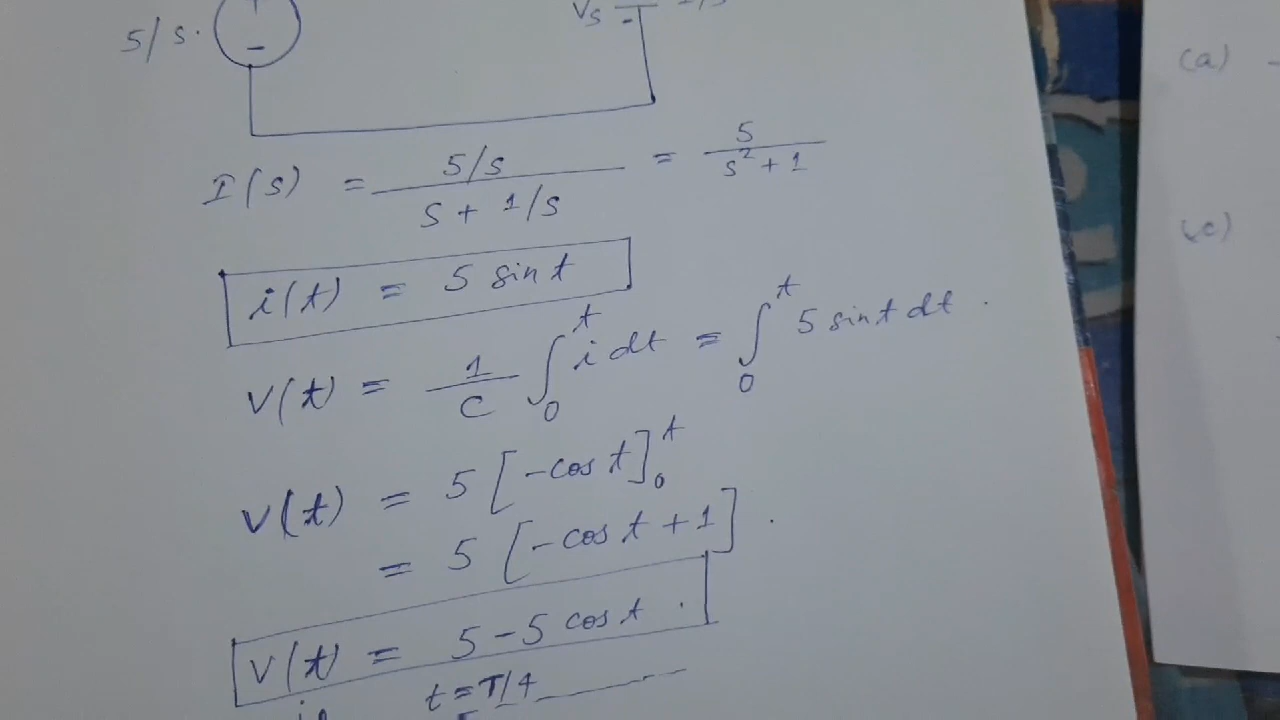 5/s.
Vs
I(s) = 5/s / s + 1/s = 5 / s² + 1
i(t) = 5 sin t
V(t) = 1/C ∫₀ᵗ i dt = ∫₀ᵗ 5 sin t dt.
V(t) = 5 [-cos t]₀ᵗ
= 5 [-cos t + 1].
V(t) = 5 - 5 cos t.
t = T/4
(a)
(c)